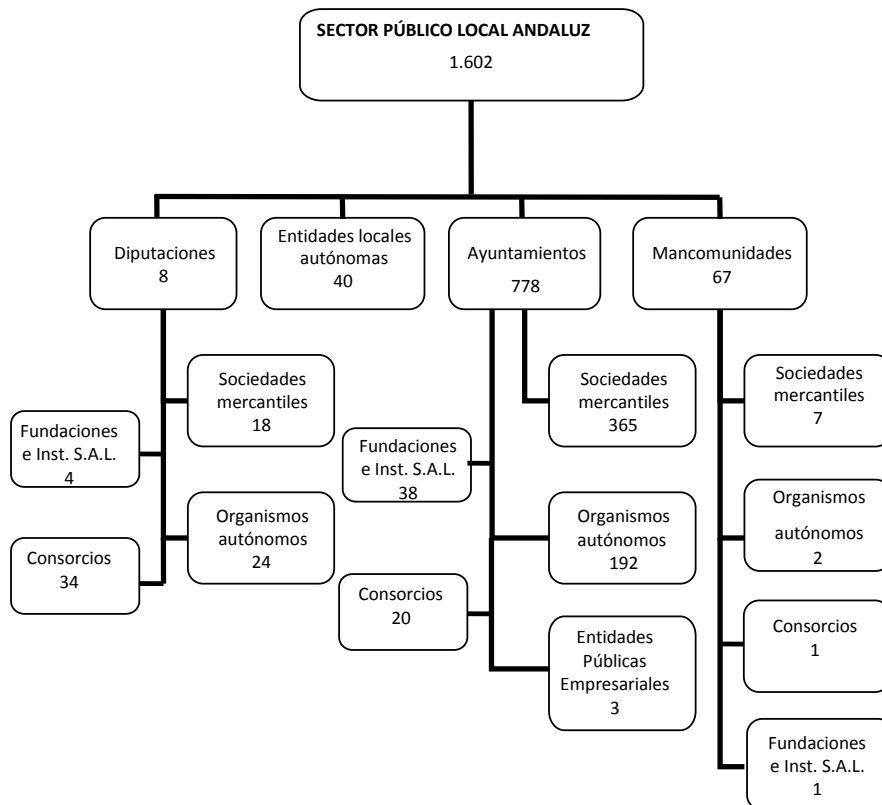 SECTOR PÚBLICO LOCAL ANDALUZ
1.602
Diputaciones
8
Entidades locales
autónomas
40
Ayuntamientos
778
Mancomunidades
67
Sociedades
mercantiles
18
Fundaciones
e Inst. S.A.L.
4
Organismos
autónomos
24
Consorcios
34
Sociedades
mercantiles
365
Fundaciones
e Inst. S.A.L.
38
Organismos
autónomos
192
Consorcios
20
Entidades
Públicas
Empresariales
3
Sociedades
mercantiles
7
Organismos
autónomos
2
Consorcios
1
Fundaciones
e Inst. S.A.L.
1